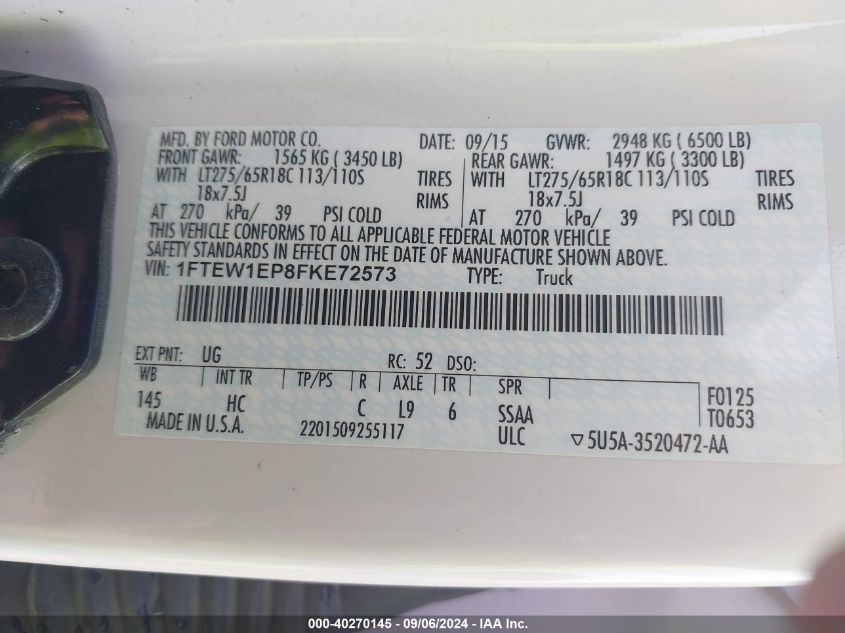 MFD. BY FORD MOTOR CO. DATE: 09/15 GVWR: 2948 KG ( 6500 LB)
FRONT GAWR: 1565 KG ( 3450 LB) REAR GAWR: 1497 KG ( 3300 LB)
WITH LT275/65R18C 113/110S TIRES WITH LT275/65R18C 113/110S TIRES
18x7.5J RIMS 18x7.5J RIMS
AT 270 kPa/ 39 PSI COLD AT 270 kPa/ 39 PSI COLD
THIS VEHICLE CONFORMS TO ALL APPLICABLE FEDERAL MOTOR VEHICLE
SAFETY STANDARDS IN EFFECT ON THE DATE OF MANUFACTURE SHOWN ABOVE.
VIN: 1FTEW1EP8FKE72573 TYPE: Truck
EXT PNT: UG RC: 52 DSO:
WB INT TR TP/PS R AXLE TR SPR F0125
145 HC C L9 6 SSAA T0653
MADE IN U.S.A. 2201509255117 ULC ▽5U5A-3520472-AA
000-40270145 - 09/06/2024 - IAA Inc.